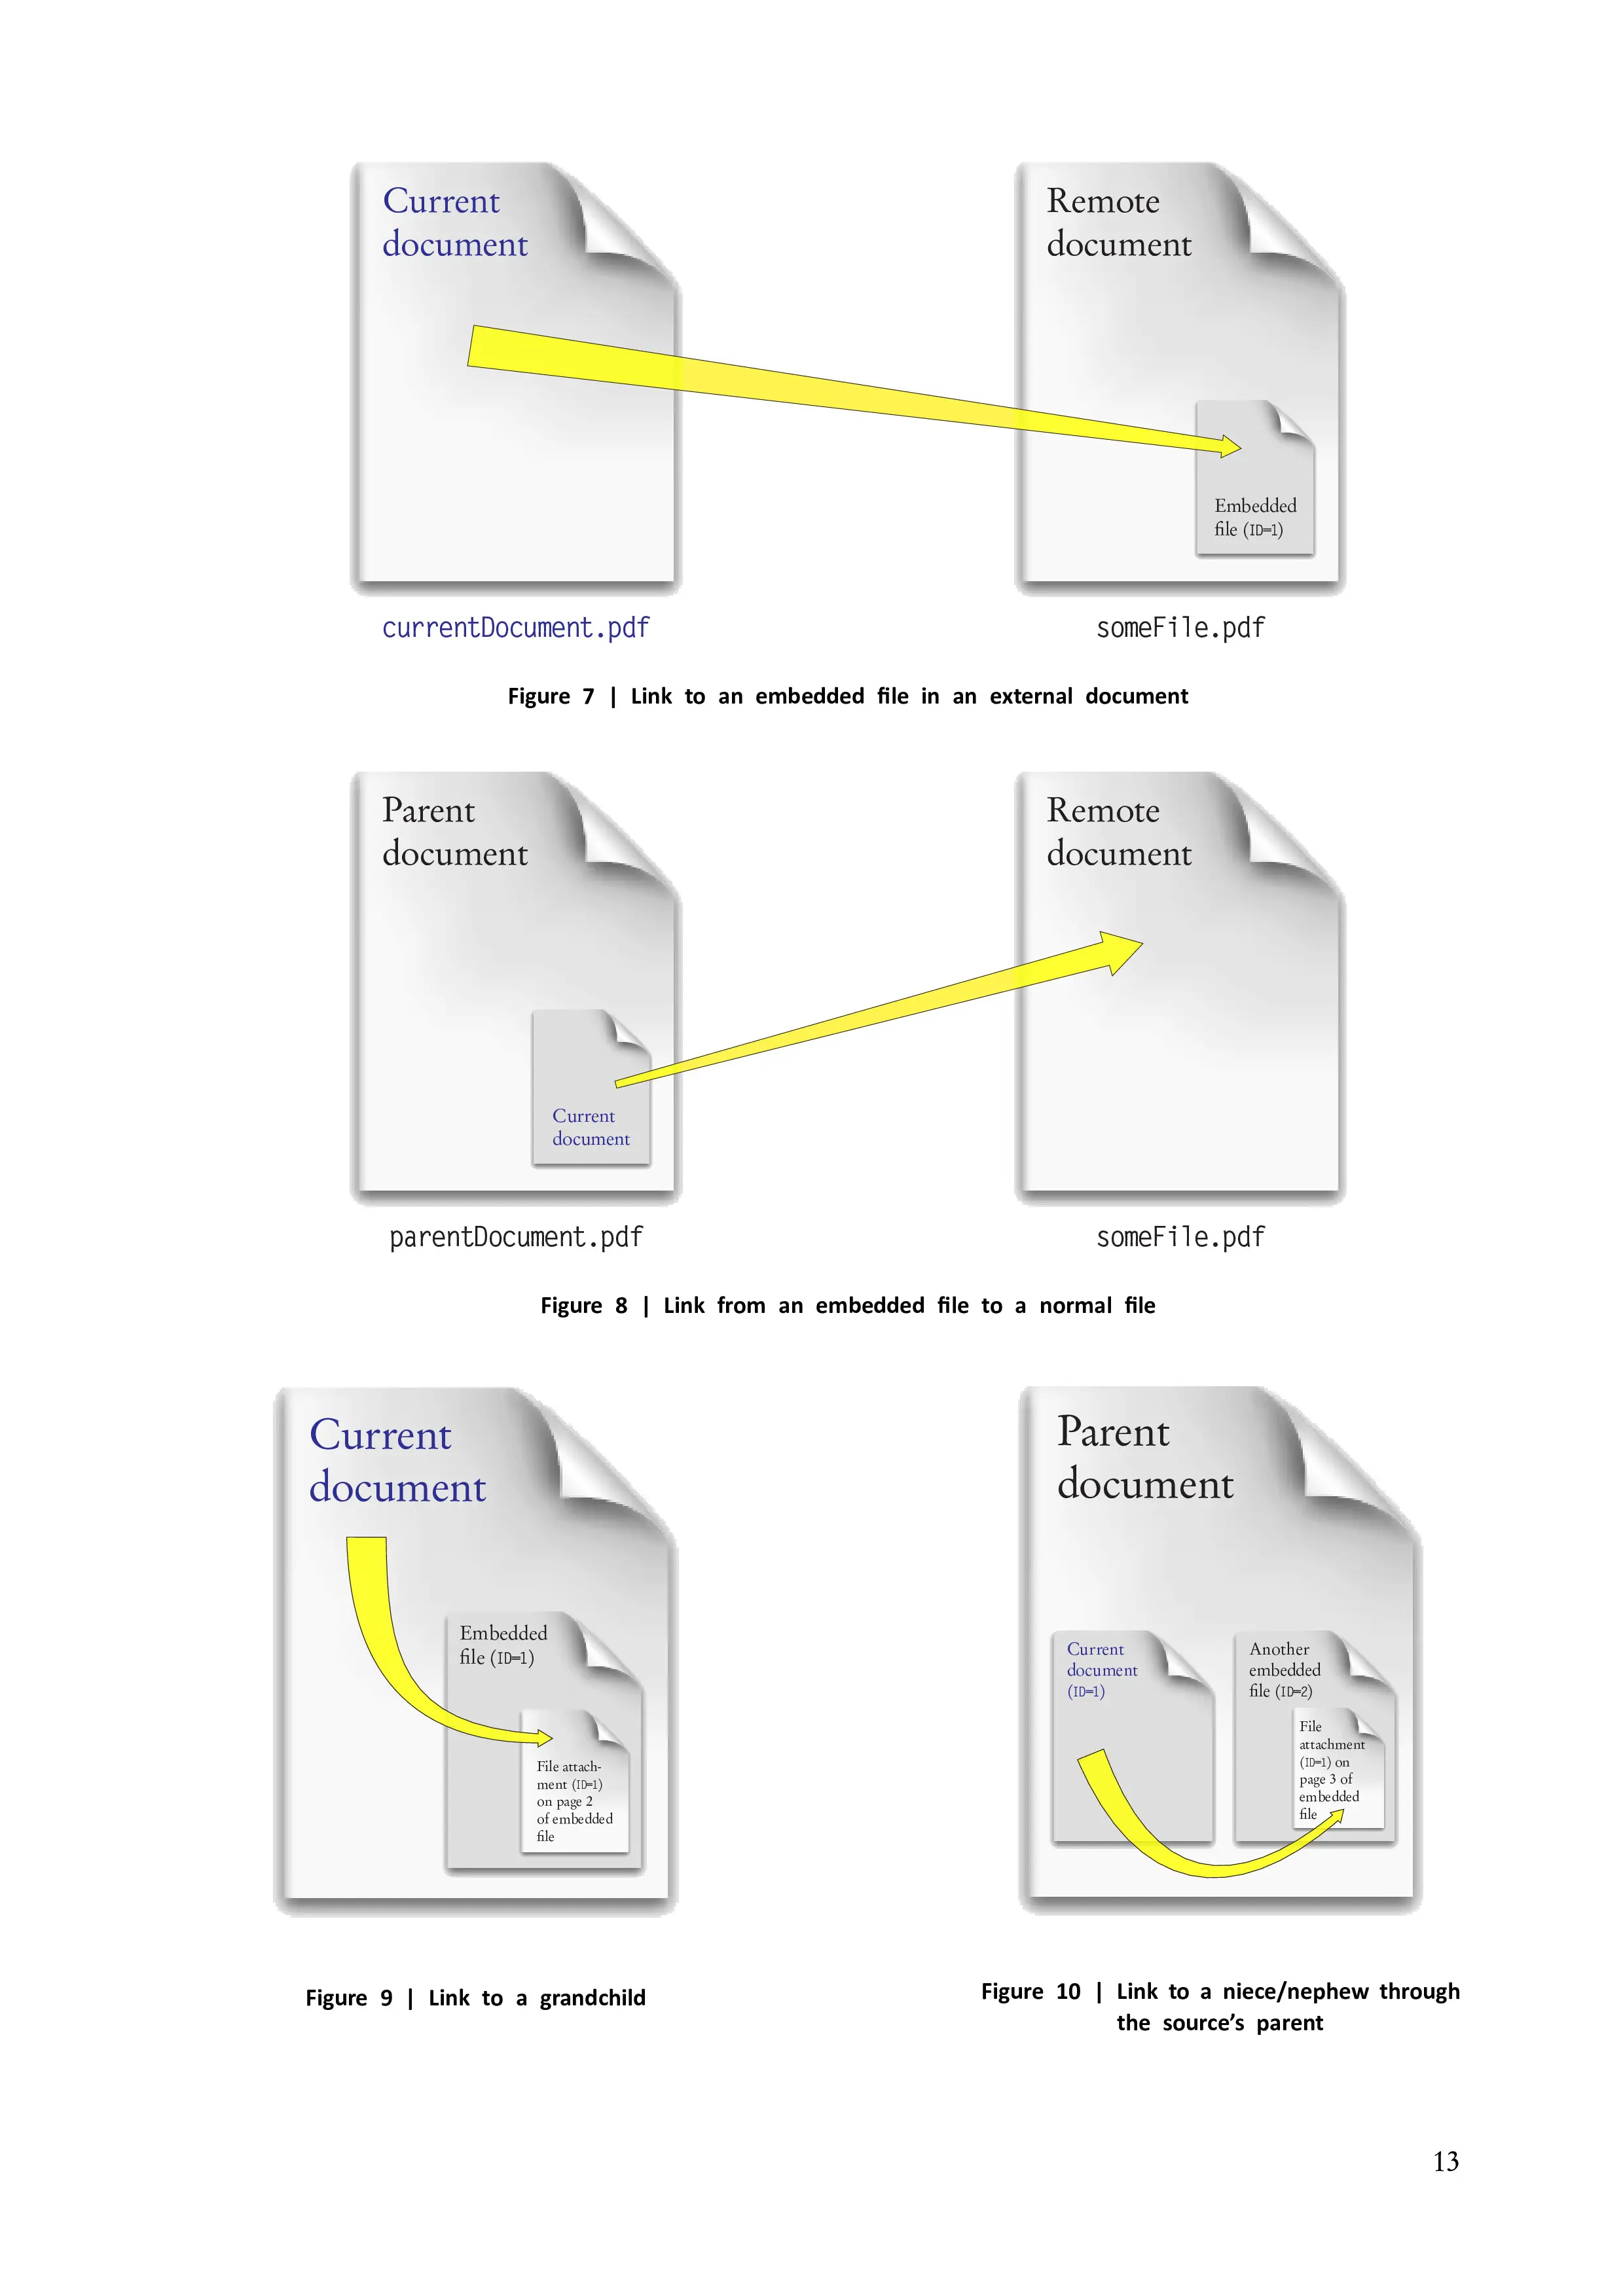 Current
document
Remote
document
Embedded
file (ID=1)
currentDocument.pdf
someFile.pdf
Figure 7 | Link to an embedded file in an external document
Parent
document
Remote
document
Current
document
parentDocument.pdf
someFile.pdf
Figure 8 | Link from an embedded file to a normal file
Current
document
Embedded
file (ID=1)
File attach-
ment (ID=1)
on page 2
of embedded
file
Figure 9 | Link to a grandchild
Parent
document
Current
document
(ID=1)
Another
embedded
file (ID=2)
File
attachment
(ID=1) on
page 3 of
embedded
file
Figure 10 | Link to a niece/nephew through
the source’s parent
13